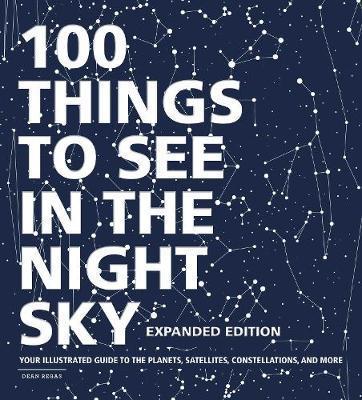 100
THINGS
TO SEE
IN THE
NIGHT
SKY EXPANDED EDITION
YOUR ILLUSTRATED GUIDE TO THE PLANETS, SATELLITES, CONSTELLATIONS, AND MORE
DEAN REGAS